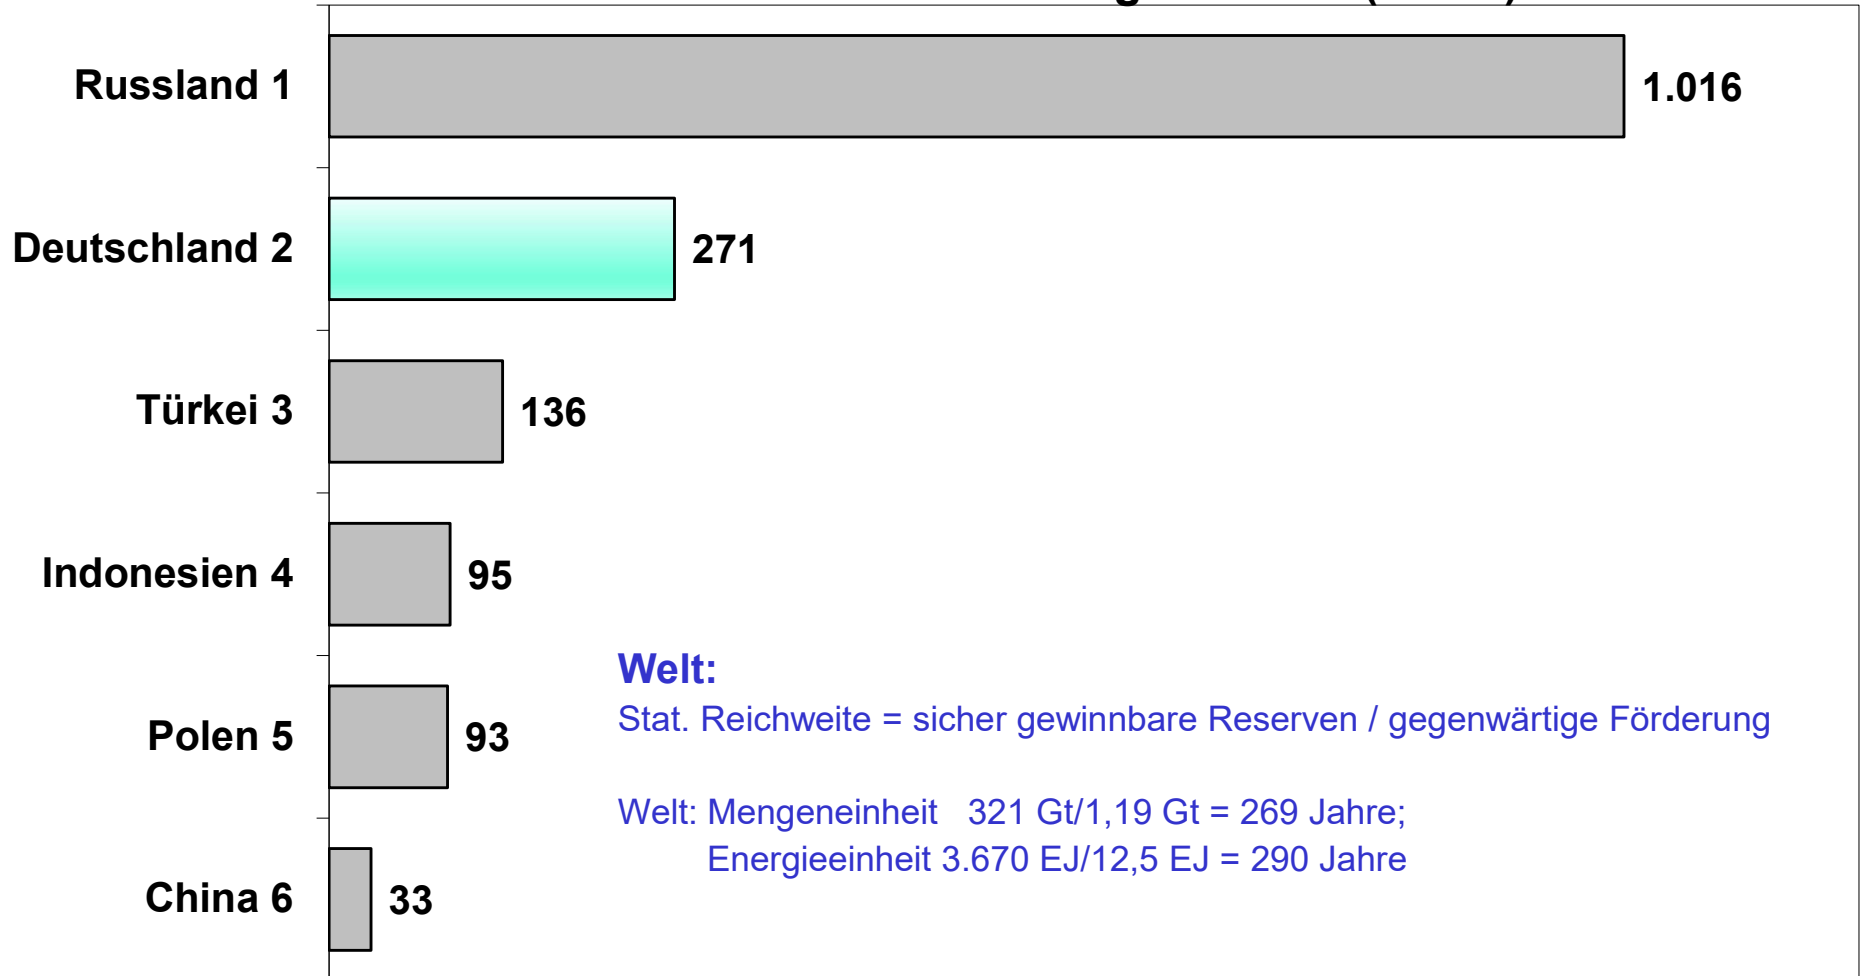 Russland 1
1.016
Deutschland 2
271
Türkei 3
136
Indonesien 4
95
Polen 5
93
China 6
33
Welt:
Stat. Reichweite = sicher gewinnbare Reserven / gegenwärtige Förderung
Welt: Mengeneinheit 321 Gt/1,19 Gt = 269 Jahre;
Energieeinheit 3.670 EJ/12,5 EJ = 290 Jahre